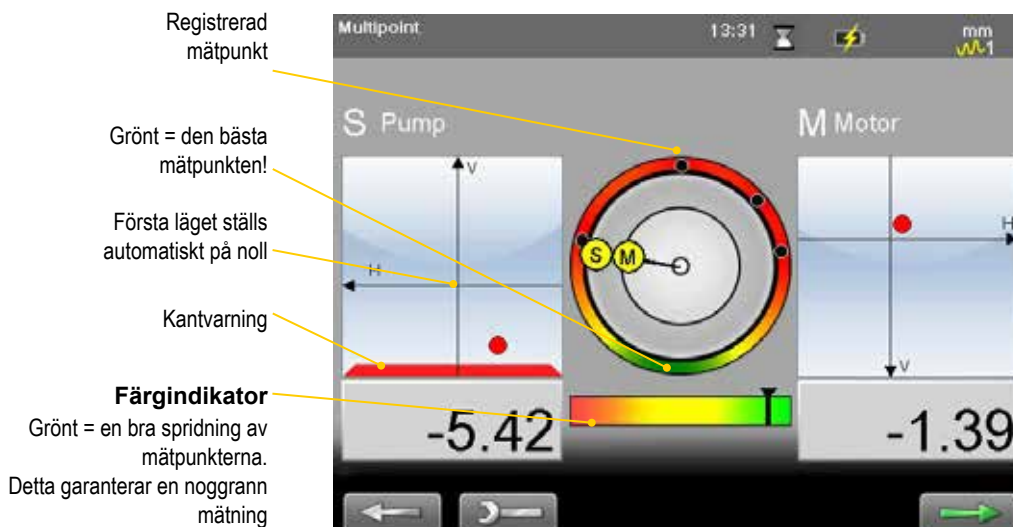 Registrerad
mätpunkt
Grönt = den bästa
mätpunkten!
Första läget ställs
automatiskt på noll
Kantvarning
Färgindikator
Grönt = en bra spridning av
mätpunkterna.
Detta garanterar en noggrann
mätning
Multipoint
13:31
mm
1
S Pump
M Motor
V
H
S M
H
V
-5.42
-1.39